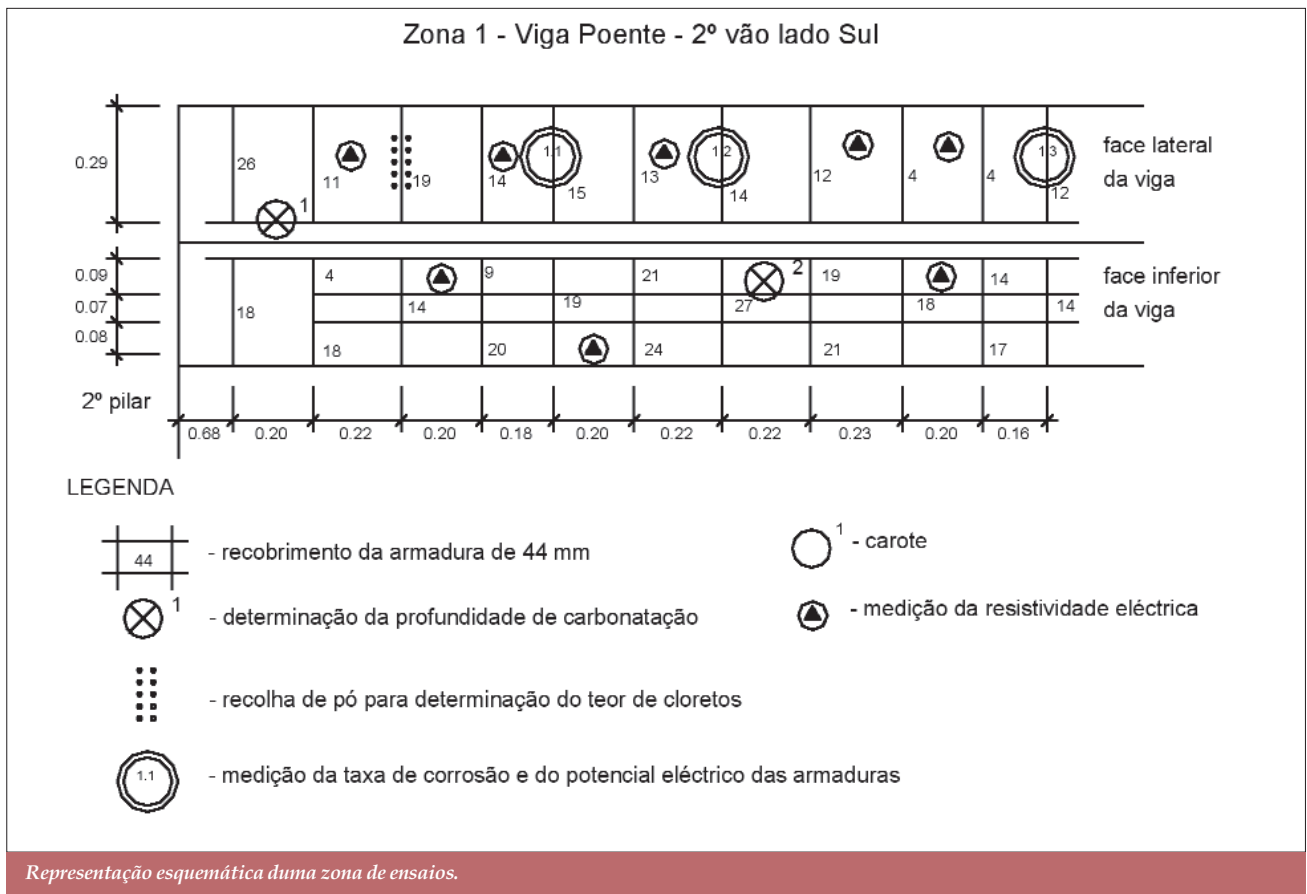 Zona 1 - Viga Poente - 2º vão lado Sul
0.29
26
11
19
14
1.1
15
13
1.2
14
12
4
4
1.3
12
face lateral
da viga
1
0.09
0.07
0.08
4
9
21
2
19
14
18
14
19
27
18
14
18
20
24
21
17
face inferior
da viga
2º pilar
0.68 0.20 0.22 0.20 0.18 0.20 0.22 0.22 0.23 0.20 0.16
LEGENDA
44 - recobrimento da armadura de 44 mm
1 - determinação da profundidade de carbonatação
- recolha de pó para determinação do teor de cloretos
1.1 - medição da taxa de corrosão e do potencial eléctrico das armaduras
1 - carote
- medição da resistividade eléctrica
Representação esquemática duma zona de ensaios.